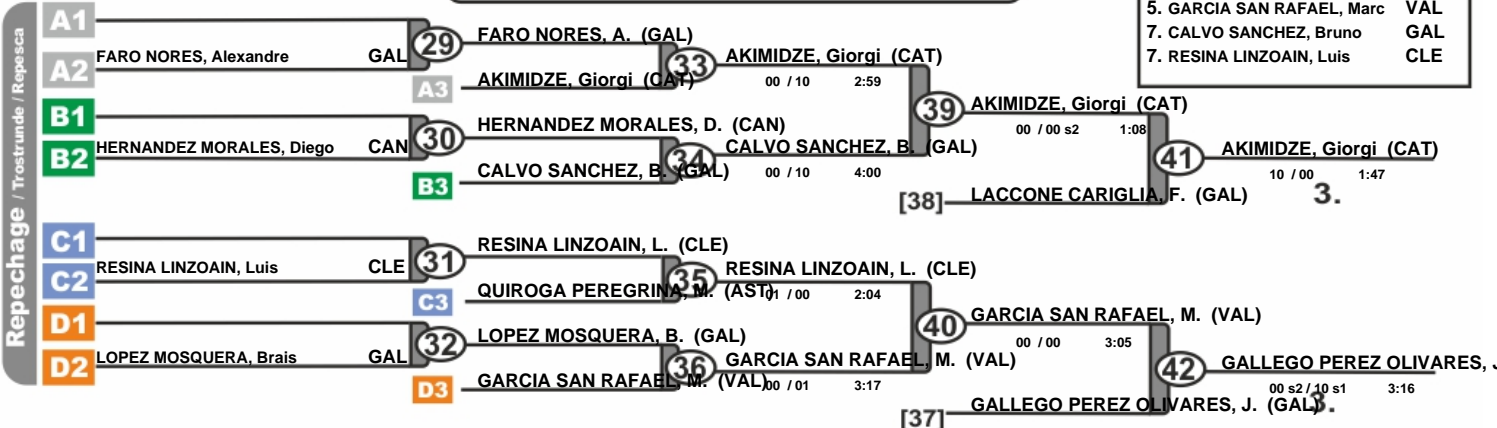 5. GARCIA SAN RAFAEL, Marc VAL
7. CALVO SANCHEZ, Bruno GAL
7. RESINA LINZOAIN, Luis CLE
Repechage / Trostrunde / Repesca
A1
A2 FARO NORES, Alexandre GAL
29 FARO NORES, A. (GAL)
A3 AKIMIDZE, Giorgi (CAT)
33 AKIMIDZE, Giorgi (CAT)
00 / 10 2:59
B1
B2 HERNANDEZ MORALES, Diego CAN
30 HERNANDEZ MORALES, D. (CAN)
B3 CALVO SANCHEZ, B. (GAL)
34 CALVO SANCHEZ, B. (GAL)
00 / 10 4:00
39 AKIMIDZE, Giorgi (CAT)
00 / 00 s2 1:08
[38] LACCONE CARIGLIA, F. (GAL)
41 AKIMIDZE, Giorgi (CAT)
10 / 00 1:47
3.
C1
C2 RESINA LINZOAIN, Luis CLE
31 RESINA LINZOAIN, L. (CLE)
C3 QUIROGA PEREGRINA, M. (AST)
35 RESINA LINZOAIN, L. (CLE)
01 / 00 2:04
D1
D2 LOPEZ MOSQUERA, Brais GAL
32 LOPEZ MOSQUERA, B. (GAL)
D3 GARCIA SAN RAFAEL, M. (VAL)
36 GARCIA SAN RAFAEL, M. (VAL)
00 / 01 3:17
40 GARCIA SAN RAFAEL, M. (VAL)
00 / 00 3:05
[37] GALLEGO PEREZ OLIVARES, J. (GAL)
42 GALLEGO PEREZ OLIVARES, J
00 s2 / 10 s1 3:16
3.